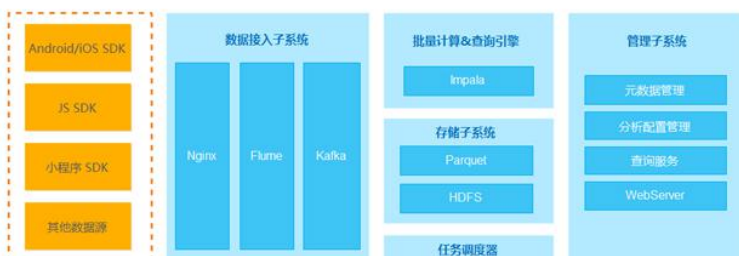 Android/iOS SDK
JS SDK
小程序 SDK
其他数据源
数据接入子系统
Nginx
Flume
Kafka
批量计算&查询引擎
Impala
存储子系统
Parquet
HDFS
任务调度器
管理子系统
元数据管理
分析配置管理
查询服务
WebServer